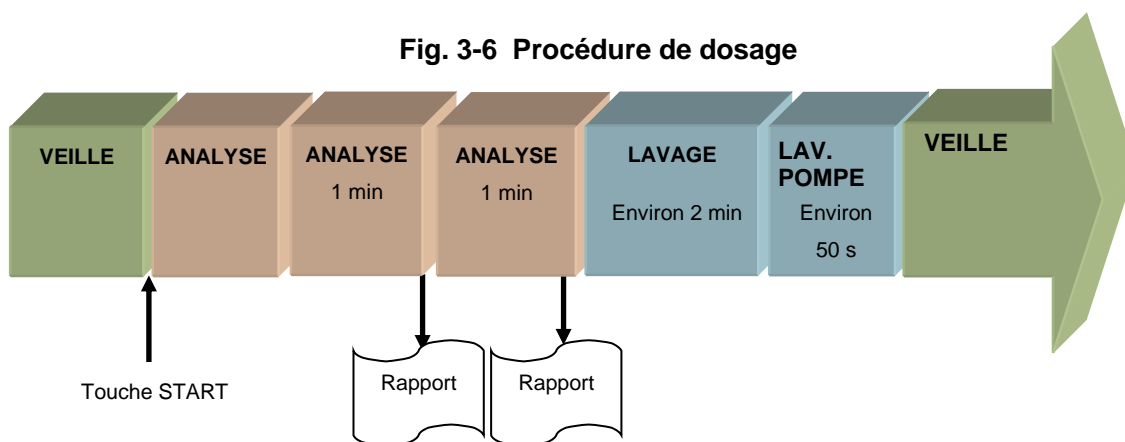 Fig. 3-6 Procédure de dosage
VEILLE
ANALYSE
ANALYSE
1 min
ANALYSE
1 min
LAVAGE
Environ 2 min
LAV.
POMPE
Environ
50 s
VEILLE
Touche START
Rapport
Rapport